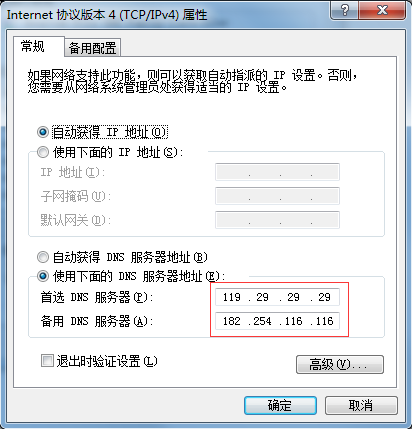 Internet 协议版本 4 (TCP/IPv4) 属性
常规 备用配置
如果网络支持此功能，则可以获取自动指派的 IP 设置。否则，
您需要从网络系统管理员处获得适当的 IP 设置。
自动获得 IP 地址(O)
使用下面的 IP 地址(S):
IP 地址(I):
子网掩码(U):
默认网关(D):
自动获得 DNS 服务器地址(B)
使用下面的 DNS 服务器地址(E):
首选 DNS 服务器(P): 119 . 29 . 29 . 29
备用 DNS 服务器(A): 182 .254 .116 .116
退出时验证设置(L)
高级(V)...
确定 取消